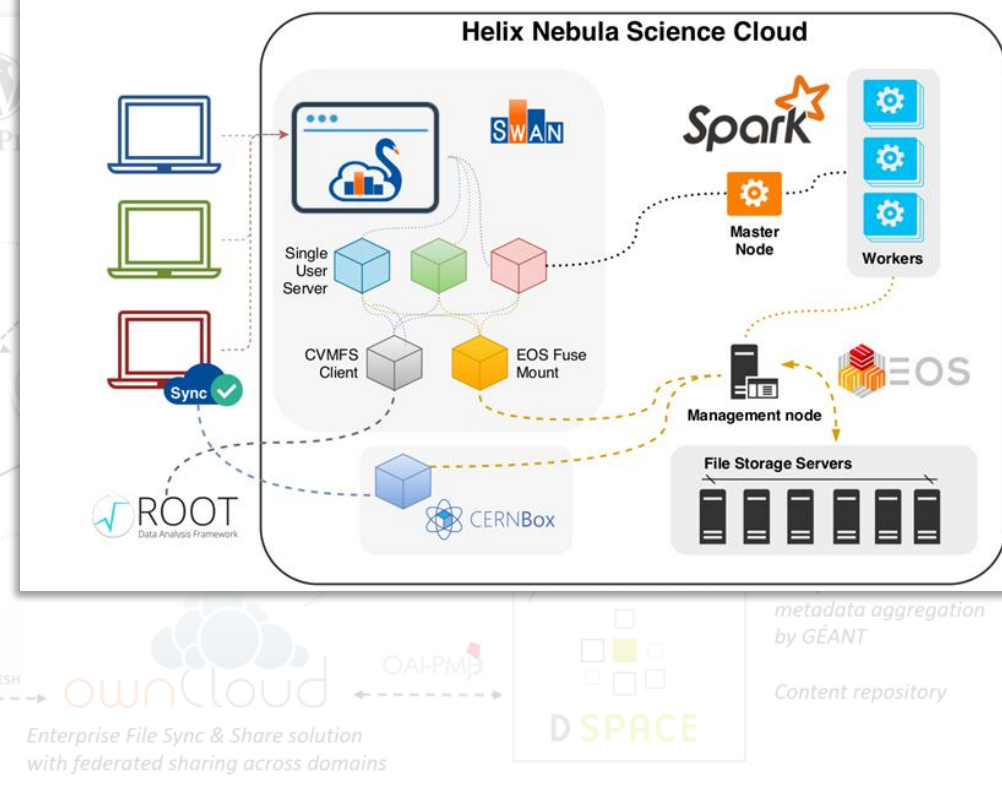 Helix Nebula Science Cloud
SWAN
Spark
Master
Node
Workers
Single
User
Server
CVMFS
Client
EOS Fuse
Mount
Sync
Management node
EOS
File Storage Servers
ROOT
Data Analysis Framework
CERNBox
metadata aggregation
by GÉANT
OAI-PMH
ownCloud
Content repository
DSPACE
Enterprise File Sync & Share solution
with federated sharing across domains